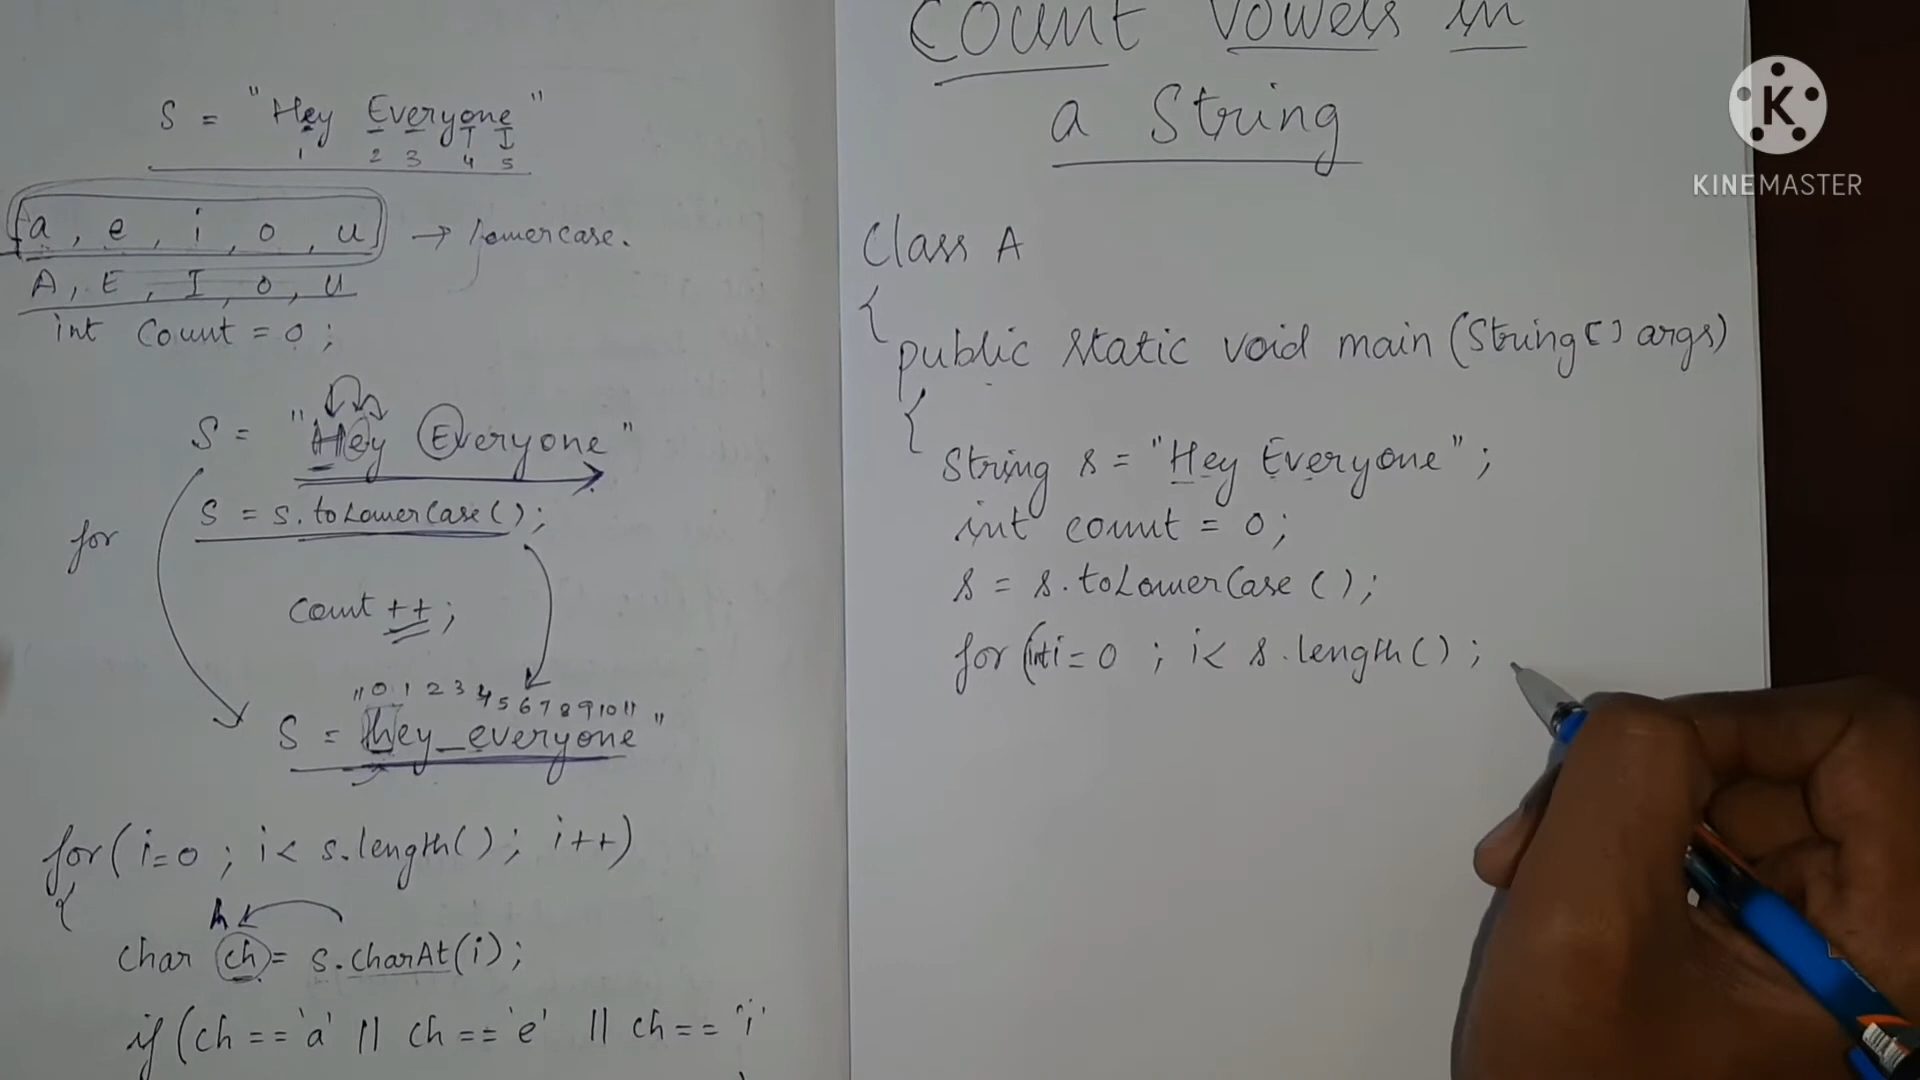 S = "Hey Everyone"
1 2 3 4 5
a, e, i, o, u → lowercase.
A, E, I, O, U
int Count = 0;
S = "Hey Everyone"
S = s.toLowerCase();
for
Count ++;
"0 1 2 3 4 5 6 7 8 9 10 11
S = "hey_everyone"
for(i=0; i< s.length(); i++)
{
h
char ch = s.charAt(i);
if (ch == 'a' || ch == 'e' || ch == 'i'
Count Vowels in
a String
Class A
{
public static void main (String[] args)
{
String s = "Hey Everyone";
int count = 0;
s = s.toLowerCase();
for (int i = 0; i< s.length();
K
KINEMASTER